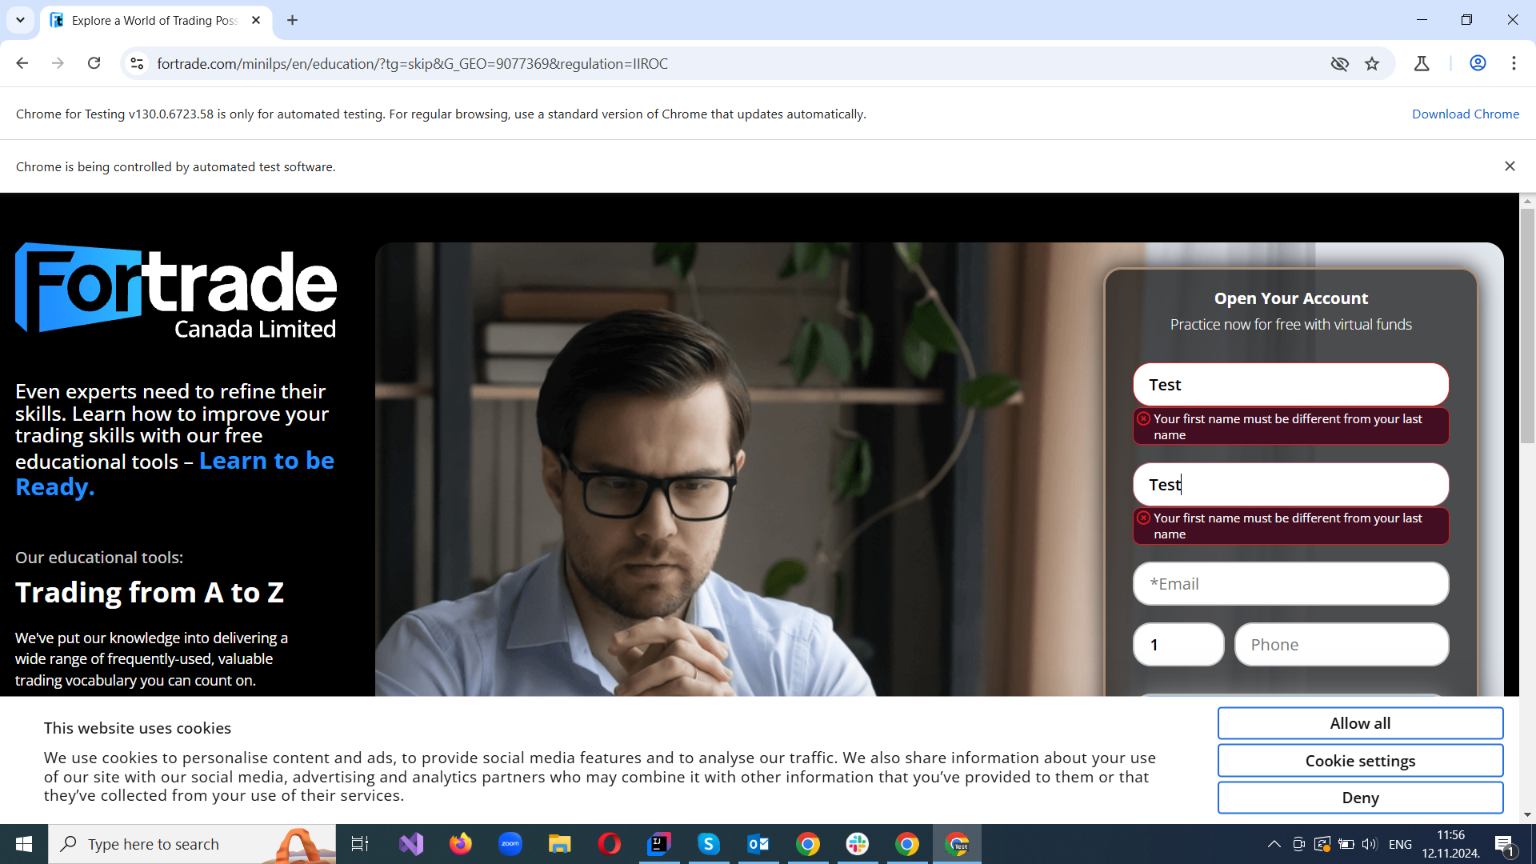 Explore a World of Trading Poss
fortrade.com/minilps/en/education/?tg=skip&G_GEO=9077369&regulation=IIROC
Chrome for Testing v130.0.6723.58 is only for automated testing. For regular browsing, use a standard version of Chrome that updates automatically.
Download Chrome
Chrome is being controlled by automated test software.
Fortrade
Canada Limited
Even experts need to refine their
skills. Learn how to improve your
trading skills with our free
educational tools – Learn to be
Ready.
Our educational tools:
Trading from A to Z
We've put our knowledge into delivering a
wide range of frequently-used, valuable
trading vocabulary you can count on.
Open Your Account
Practice now for free with virtual funds
Test
Your first name must be different from your last
name
Test
Your first name must be different from your last
name
*Email
1
Phone
This website uses cookies
We use cookies to personalise content and ads, to provide social media features and to analyse our traffic. We also share information about your use
of our site with our social media, advertising and analytics partners who may combine it with other information that you've provided to them or that
they've collected from your use of their services.
Allow all
Cookie settings
Deny
Type here to search
zoom
Test
ENG
11:56
12.11.2024.
1